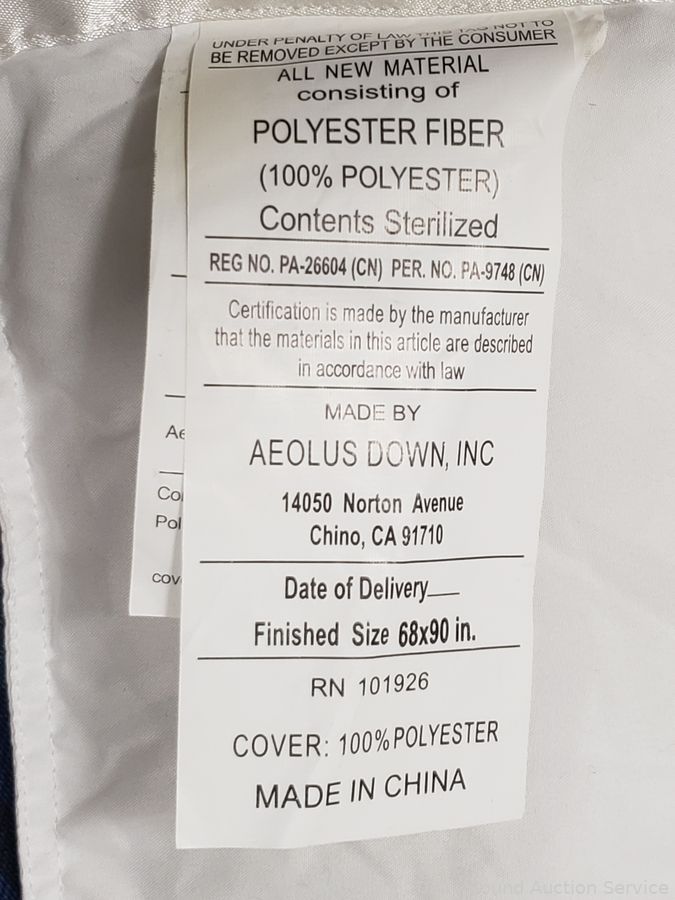 UNDER PENALTY OF LAW THIS TAG NOT TO
BE REMOVED EXCEPT BY THE CONSUMER
ALL NEW MATERIAL
consisting of
POLYESTER FIBER
(100% POLYESTER)
Contents Sterilized
REG NO. PA-26604 (CN) PER. NO. PA-9748 (CN)
Certification is made by the manufacturer
that the materials in this article are described
in accordance with law
MADE BY
AEOLUS DOWN, INC
14050 Norton Avenue
Chino, CA 91710
Date of Delivery
Finished Size 68x90 in.
RN 101926
COVER: 100% POLYESTER
MADE IN CHINA
Auction Service